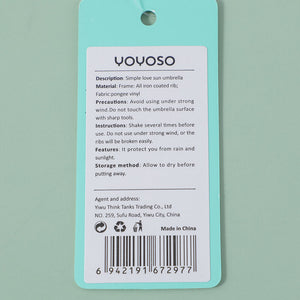 YOYOSO
Description: Simple love sun umbrella
Material: Frame: All iron coated rib;
Fabric:pongee vinyl
Precautions: Avoid using under strong
wind.Do not touch the umbrella surface
with sharp tools.
Instructions: Shake several times before
use. Do not use under strong wind, or the
ribs will be broken easily.
Features: It protect you from rain and
sunlight.
Storage method: Allow to dry before
putting away.
Agent and address:
Yiwu Think Tanks Trading Co., Ltd
NO. 259, Sufu Road, Yiwu City, China
Made in China
6 942191 672977